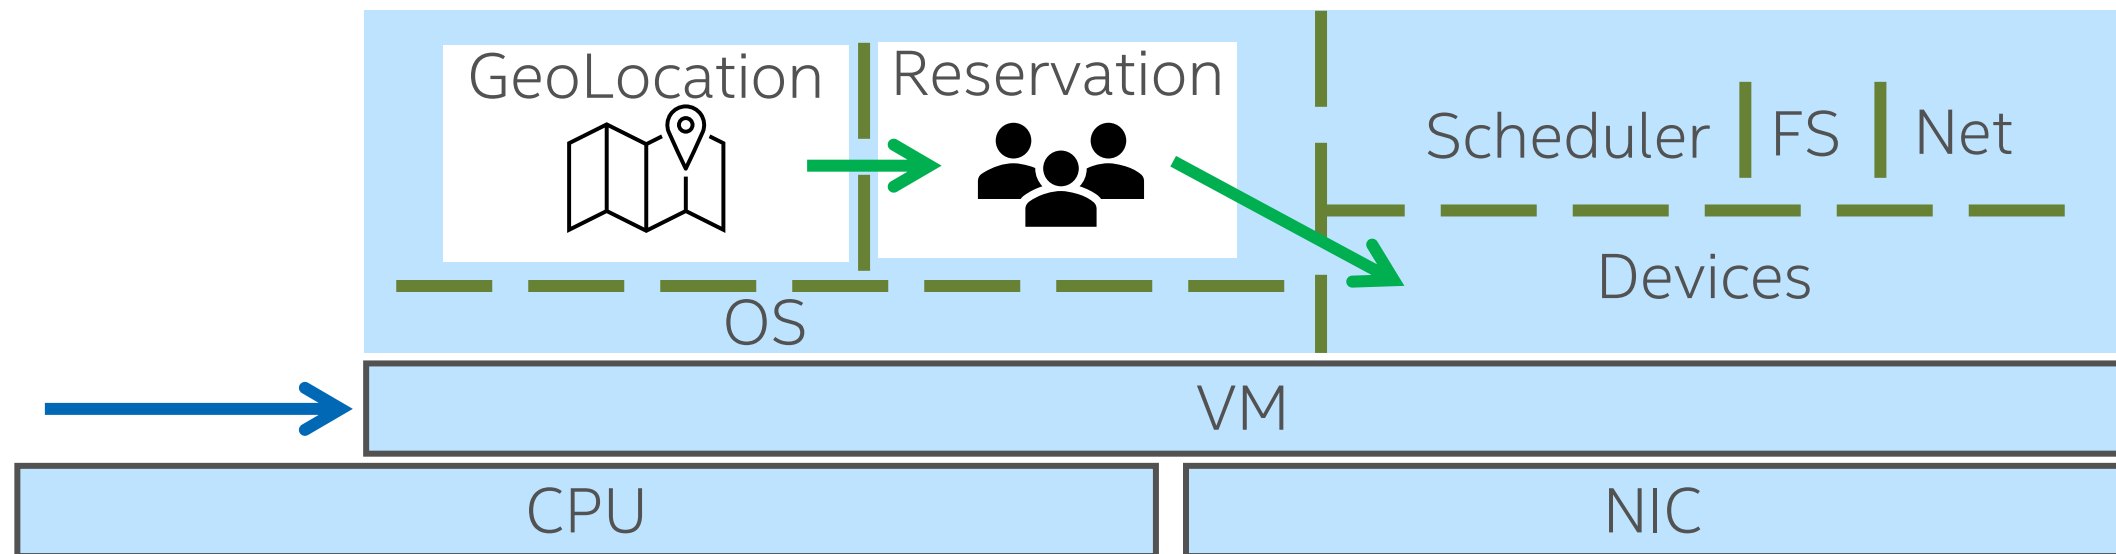 GeoLocation
Reservation
Scheduler
FS
Net
Devices
OS
VM
CPU
NIC